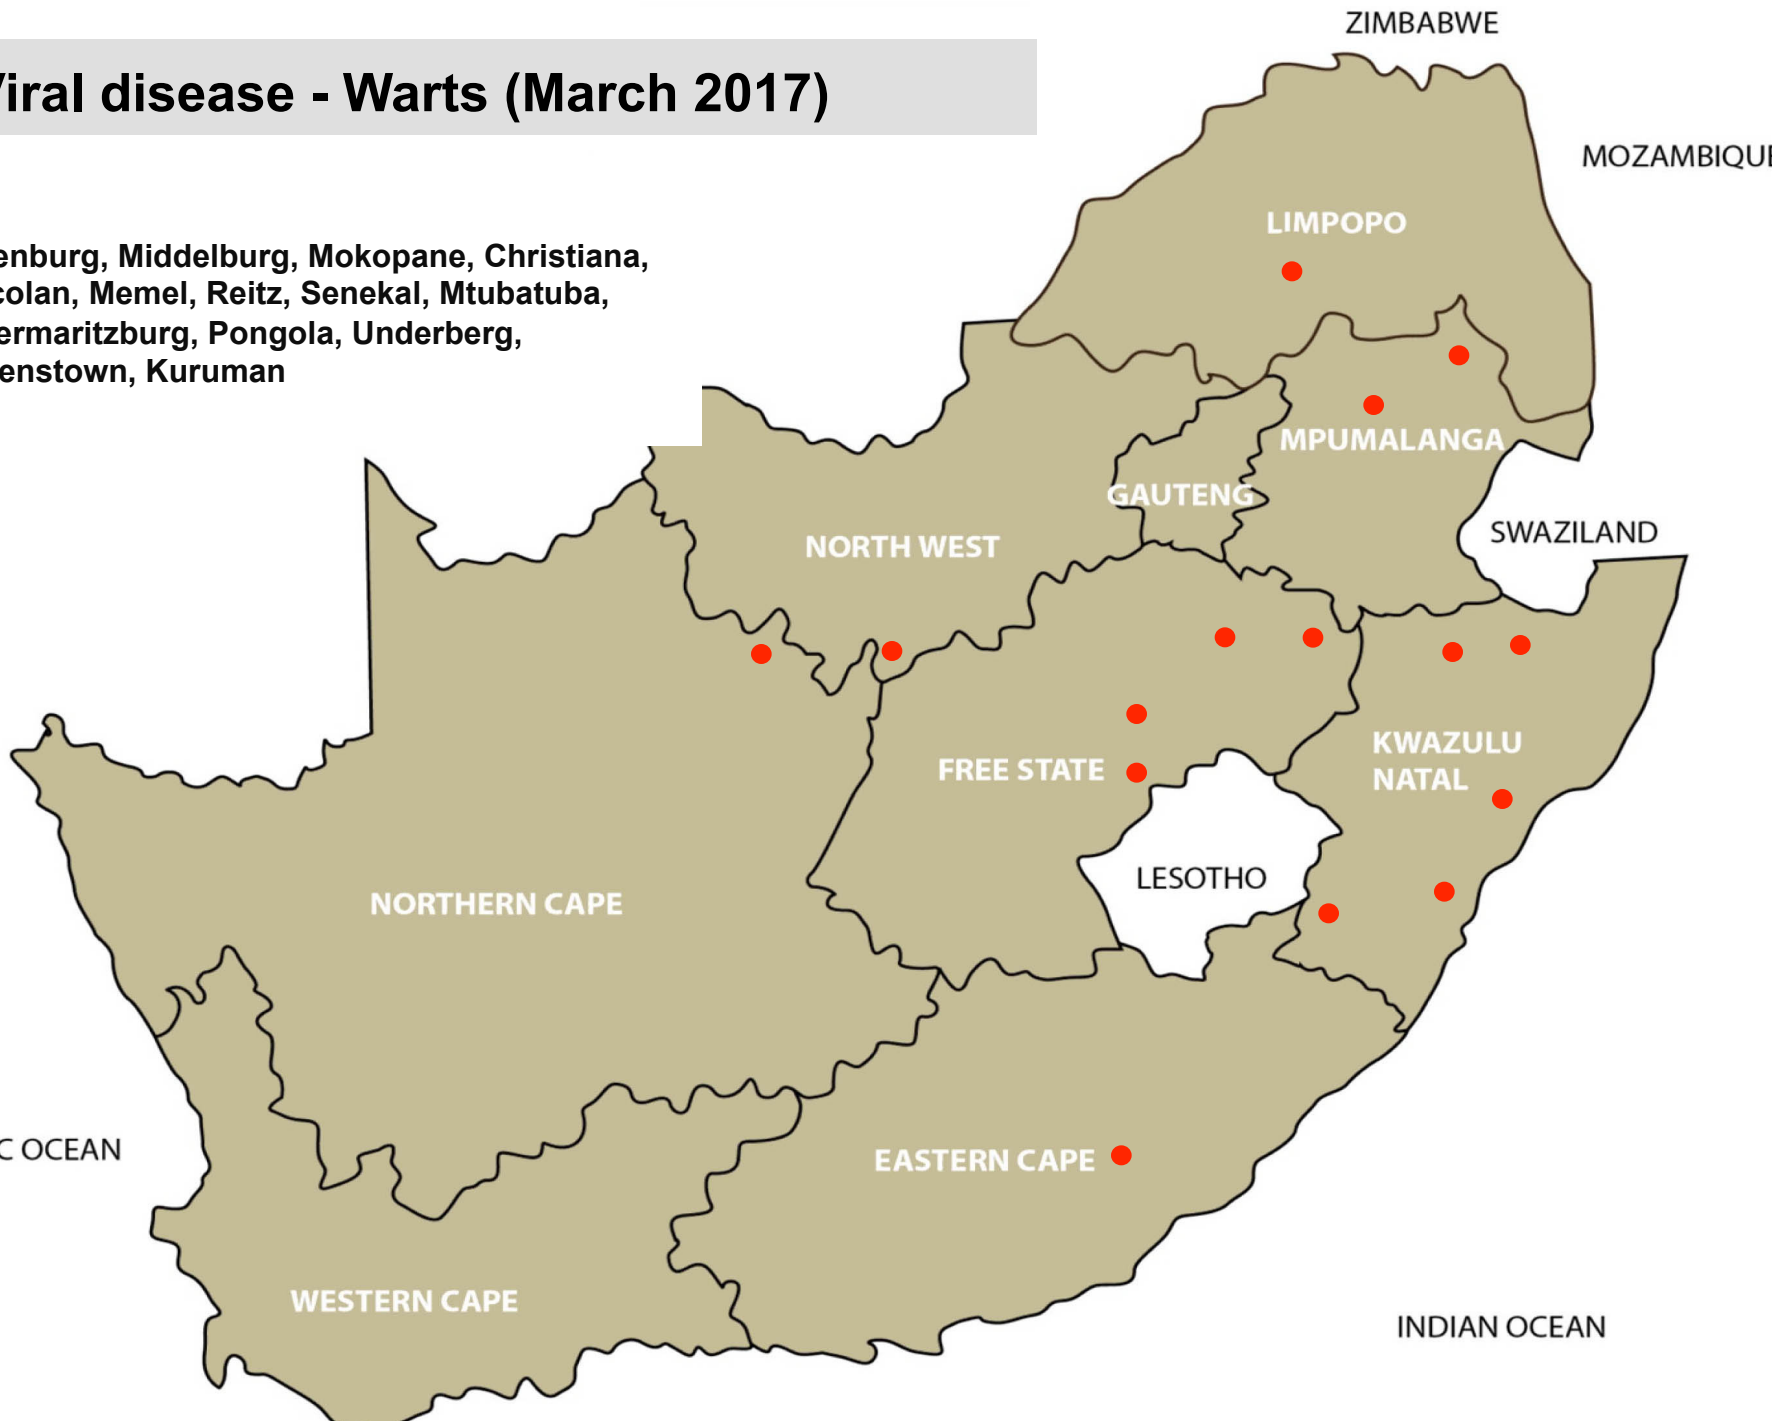 ZIMBABWE
Viral disease - Warts (March 2017)
MOZAMBIQUE
LIMPOPO
enburg, Middelburg, Mokopane, Christiana,
colan, Memel, Reitz, Senekal, Mtubatuba,
ermaritzburg, Pongola, Underberg,
enstown, Kuruman
MPUMALANGA
GAUTENG
SWAZILAND
NORTH WEST
KWAZULU
NATAL
FREE STATE
LESOTHO
NORTHERN CAPE
C OCEAN
EASTERN CAPE
WESTERN CAPE
INDIAN OCEAN